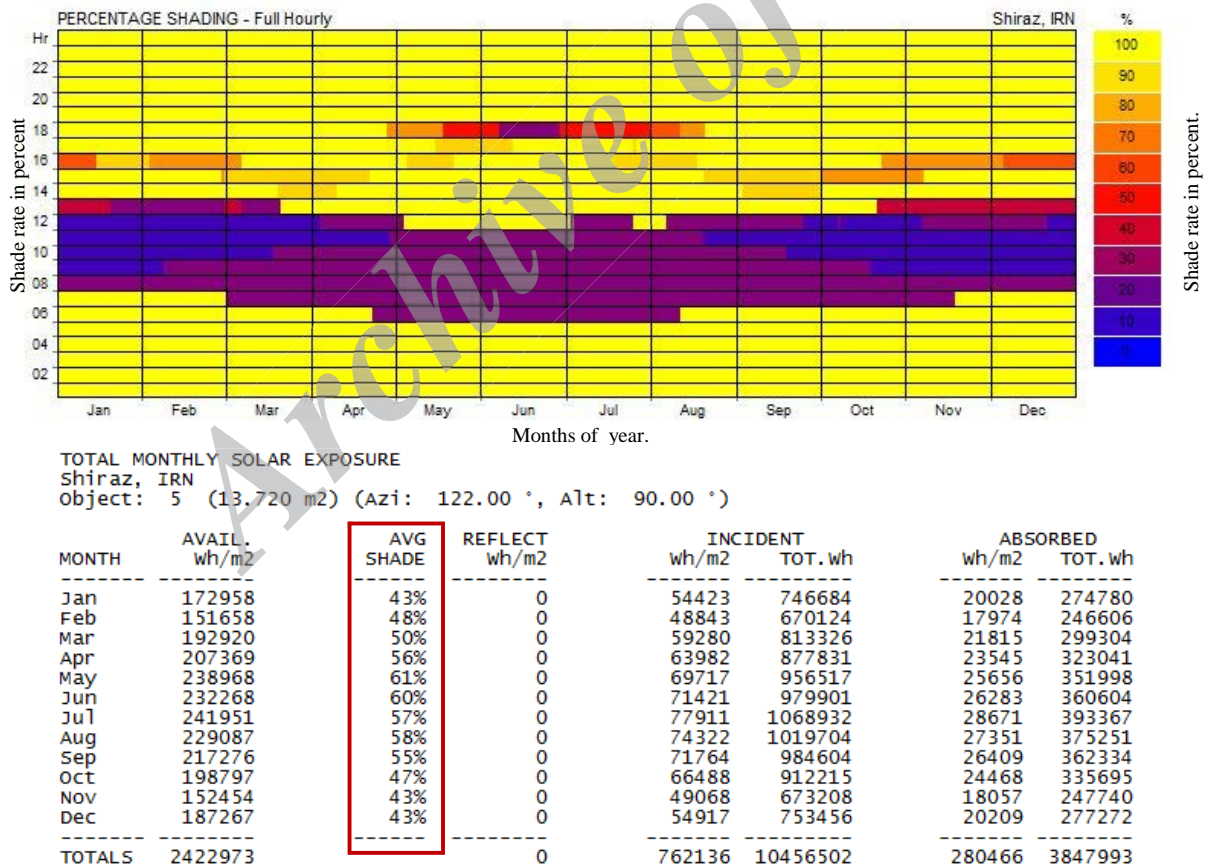 PERCENTAGE SHADING - Full Hourly Shiraz, IRN %
Hr
22
20
18
16
14
12
10
08
06
04
02
Shade rate in percent
Jan Feb Mar Apr May Jun Jul Aug Sep Oct Nov Dec
Months of year.
100
90
80
70
60
50
40
30
20
10
0
Shade rate in percent.
Archive of
TOTAL MONTHLY SOLAR EXPOSURE
Shiraz, IRN
Object: 5 (13.720 m2) (Azi: 122.00 °, Alt: 90.00 °)
AVAIL. AVG REFLECT INCIDENT ABSORBED
MONTH Wh/m2 SHADE Wh/m2 Wh/m2 TOT.Wh Wh/m2 TOT.Wh
------- -------- ------ -------- ------- --------- ------- --------
Jan 172958 43% 0 54423 746684 20028 274780
Feb 151658 48% 0 48843 670124 17974 246606
Mar 192920 50% 0 59280 813326 21815 299304
Apr 207369 56% 0 63982 877831 23545 323041
May 238968 61% 0 69717 956517 25656 351998
Jun 232268 60% 0 71421 979901 26283 360604
Jul 241951 57% 0 77911 1068932 28671 393367
Aug 229087 58% 0 74322 1019704 27351 375251
Sep 217276 55% 0 71764 984604 26409 362334
Oct 198797 47% 0 66488 912215 24468 335695
Nov 152454 43% 0 49068 673208 18057 247740
Dec 187267 43% 0 54917 753456 20209 277272
------- -------- ------ -------- ------- --------- ------- --------
TOTALS 2422973 0 762136 10456502 280466 3847993